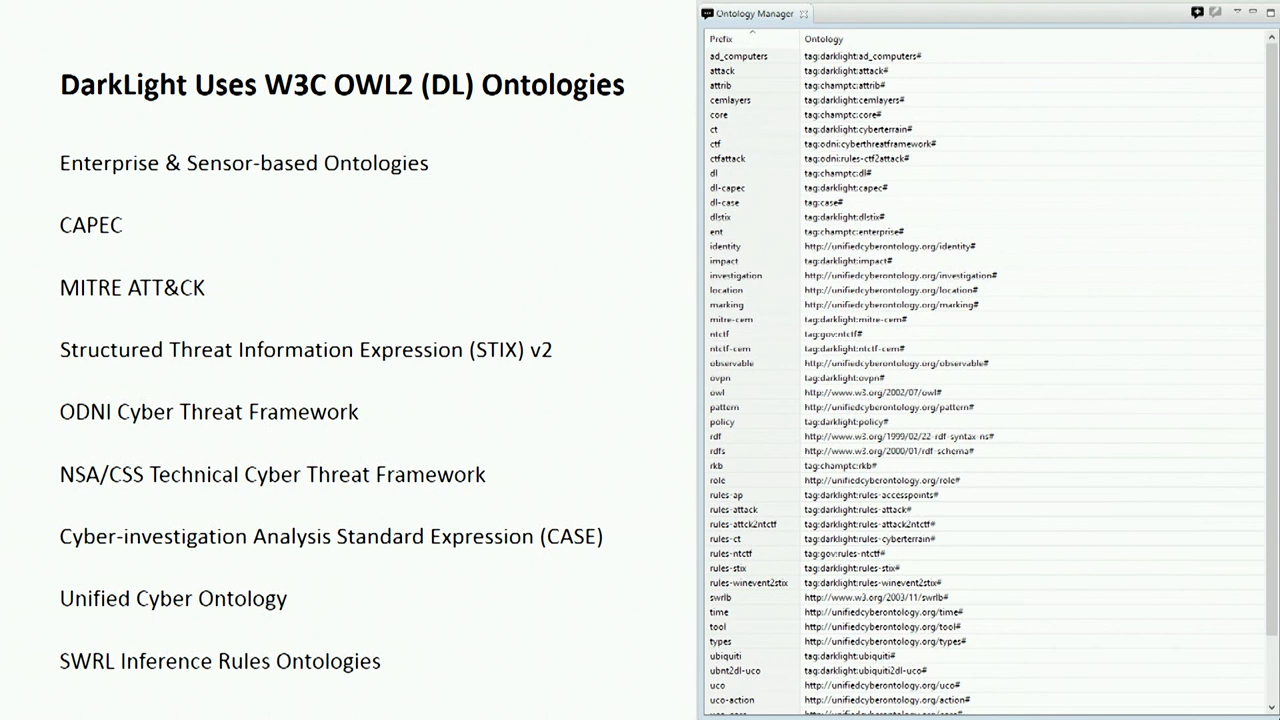 DarkLight Uses W3C OWL2 (DL) Ontologies
Enterprise & Sensor-based Ontologies
CAPEC
MITRE ATT&CK
Structured Threat Information Expression (STIX) v2
ODNI Cyber Threat Framework
NSA/CSS Technical Cyber Threat Framework
Cyber-investigation Analysis Standard Expression (CASE)
Unified Cyber Ontology
SWRL Inference Rules Ontologies
Ontology Manager
Prefix Ontology
ad_computers tag:darklight:ad_computers#
attack tag:darklight:attack#
attrib tag:champtc:attrib#
cemlayers tag:darklight:cemlayers#
core tag:champtc:core#
ct tag:darklight:cyberterrain#
ctf tag:odni:cyberthreatframework#
ctfattack tag:odni:rules-ctf2attack#
dl tag:champtc:dl#
dl-capec tag:darklight:capec#
dl-case tag:case#
dlstix tag:darklight:dlstix#
ent tag:champtc:enterprise#
identity http://unifiedcyberontology.org/identity#
impact tag:darklight:impact#
investigation http://unifiedcyberontology.org/investigation#
location http://unifiedcyberontology.org/location#
marking http://unifiedcyberontology.org/marking#
mitre-cem tag:darklight:mitre-cem#
ntctf tag:gov:ntctf#
ntctf-cem tag:darklight:ntctf-cem#
observable http://unifiedcyberontology.org/observable#
ovpn tag:darklight:ovpn#
owl http://www.w3.org/2002/07/owl#
pattern http://unifiedcyberontology.org/pattern#
policy tag:darklight:policy#
rdf http://www.w3.org/1999/02/22-rdf-syntax-ns#
rdfs http://www.w3.org/2000/01/rdf-schema#
rkb tag:champtc:rkb#
role http://unifiedcyberontology.org/role#
rules-ap tag:darklight:rules-accesspoints#
rules-attack tag:darklight:rules-attack#
rules-attck2ntctf tag:darklight:rules-attack2ntctf#
rules-ct tag:darklight:rules-cyberterrain#
rules-ntctf tag:gov:rules-ntctf#
rules-stix tag:darklight:rules-stix#
rules-winevent2stix tag:darklight:rules-winevent2stix#
swrlb http://www.w3.org/2003/11/swrlb#
time http://unifiedcyberontology.org/time#
tool http://unifiedcyberontology.org/tool#
types http://unifiedcyberontology.org/types#
ubiquiti tag:darklight:ubiquiti#
ubnt2dl-uco tag:darklight:ubiquiti2dl-uco#
uco http://unifiedcyberontology.org/uco#
uco-action http://unifiedcyberontology.org/action#